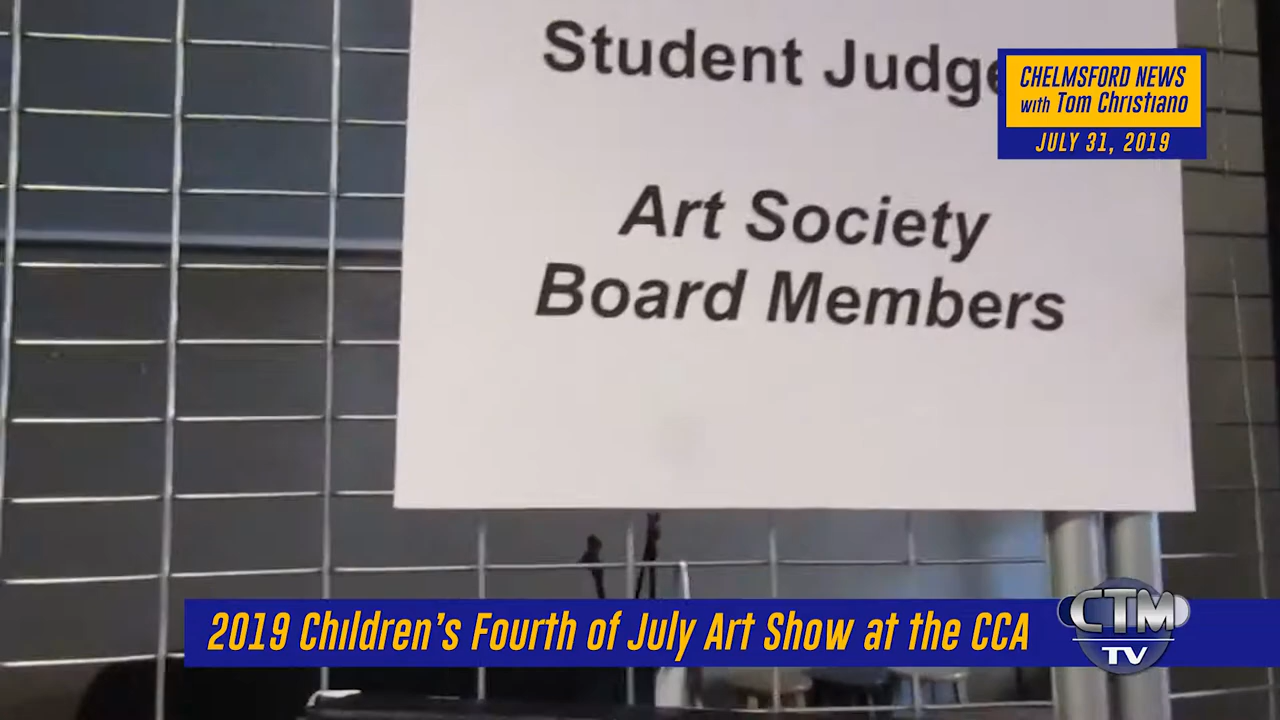 Student Judge
CHELMSFORD NEWS
with Tom Christiano
JULY 31, 2019
Art Society
Board Members
2019 Children's Fourth of July Art Show at the CCA
CTM
TV